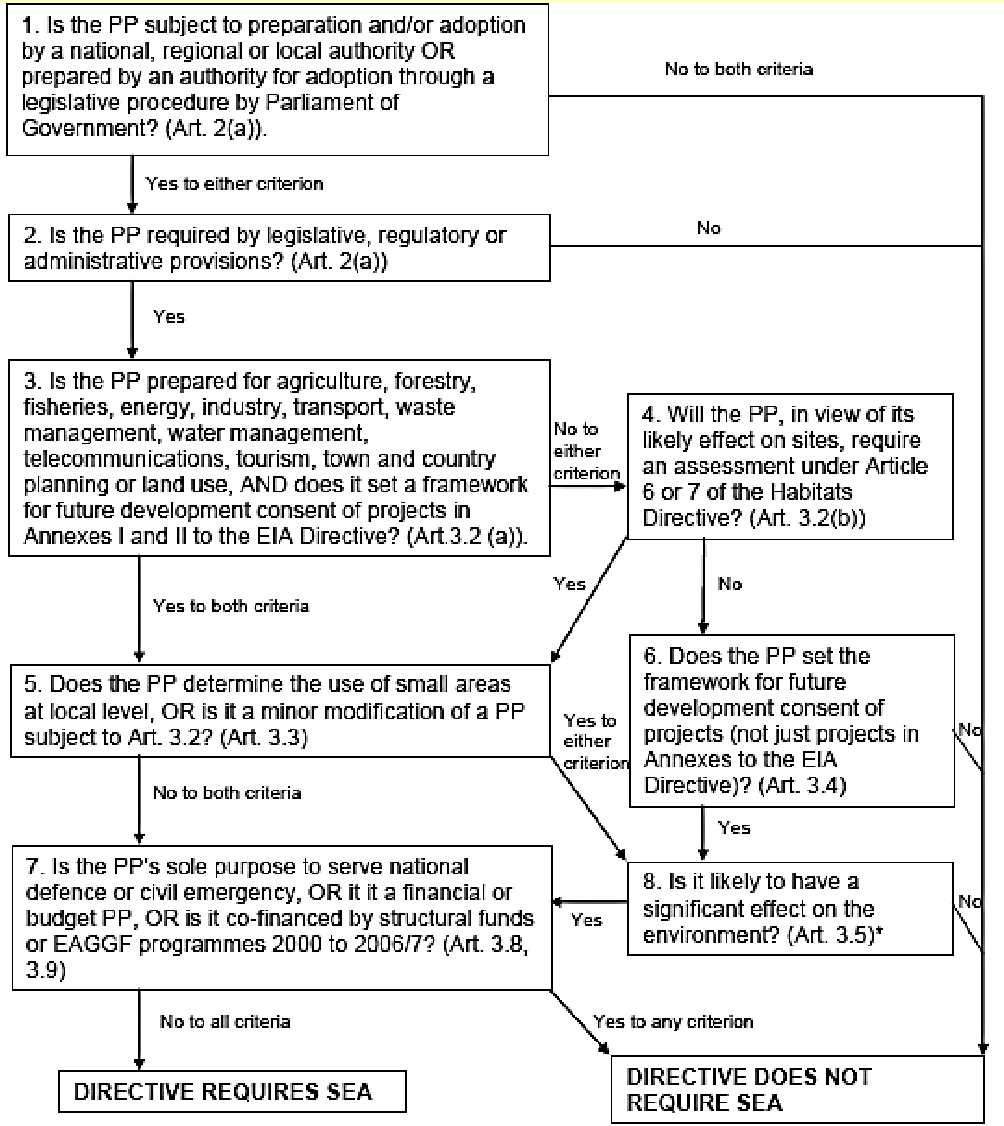 1. Is the PP subject to preparation and/or adoption
by a national, regional or local authority OR
prepared by an authority for adoption through a
legislative procedure by Parliament of
Government? (Art. 2(a)).
No to both criteria
Yes to either criterion
2. Is the PP required by legislative, regulatory or
administrative provisions? (Art. 2(a))
No
Yes
3. Is the PP prepared for agriculture, forestry,
fisheries, energy, industry, transport, waste
management, water management,
telecommunications, tourism, town and country
planning or land use, AND does it set a framework
for future development consent of projects in
Annexes I and II to the EIA Directive? (Art.3.2 (a)).
No to
either
criterion
4. Will the PP, in view of its
likely effect on sites, require
an assessment under Article
6 or 7 of the Habitats
Directive? (Art. 3.2(b))
Yes to both criteria
Yes
No
5. Does the PP determine the use of small areas
at local level, OR is it a minor modification of a PP
subject to Art. 3.2? (Art. 3.3)
Yes to
either
criterion
6. Does the PP set the
framework for future
development consent of
projects (not just projects in
Annexes to the EIA
Directive)? (Art. 3.4)
No
No to both criteria
Yes
7. Is the PP's sole purpose to serve national
defence or civil emergency, OR it it a financial or
budget PP, OR is it co-financed by structural funds
or EAGGF programmes 2000 to 2006/7? (Art. 3.8,
3.9)
Yes
8. Is it likely to have a
significant effect on the
environment? (Art. 3.5)*
No
No to all criteria
Yes to any criterion
DIRECTIVE REQUIRES SEA
DIRECTIVE DOES NOT
REQUIRE SEA